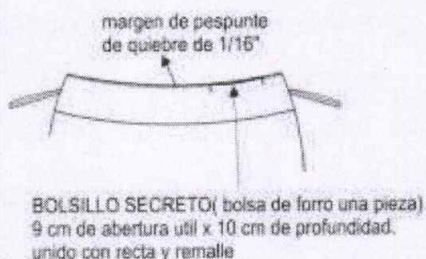 margen de pespunte
de quiebre de 1/16"
BOLSILLO SECRETO( bolsa de forro una pieza)
9 cm de abertura util x 10 cm de profundidad,
unido con recta y remalle